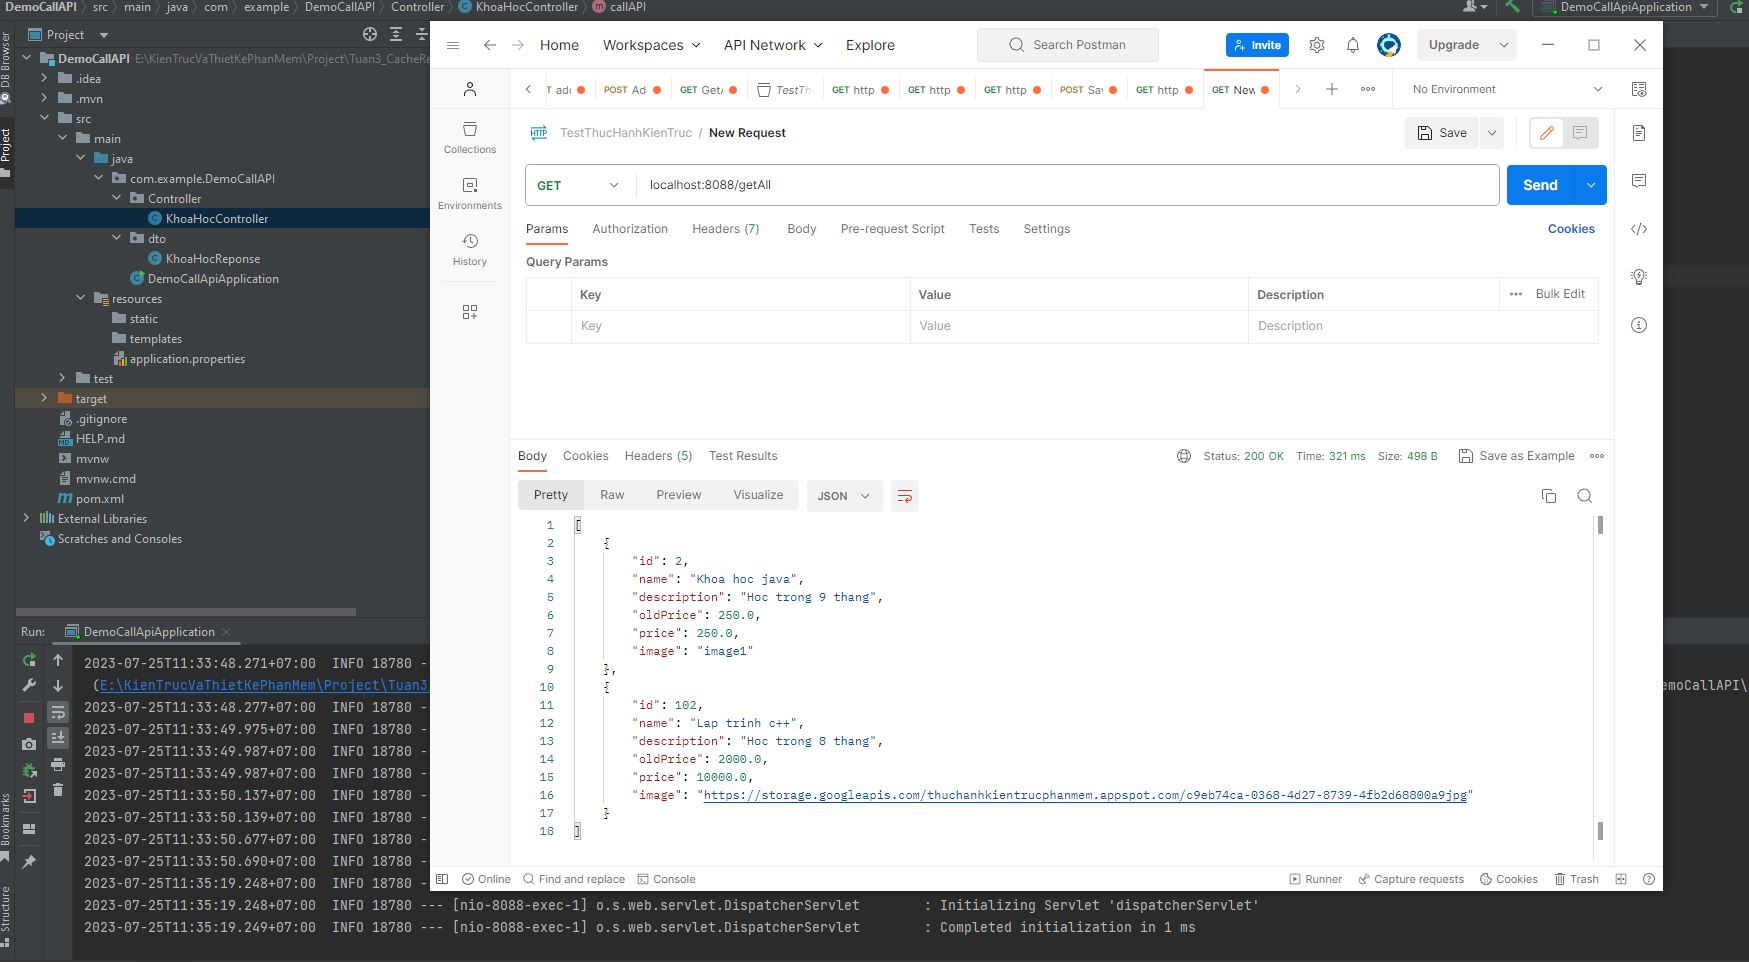 DemoCallAPI > src > main > java > com > example > DemoCallAPI > Controller > KhoaHocController > callAPI
DemoCallApiApplication
Project
DemoCallAPI E:\KienTrucVaThietKePhanMem\Project\Tuan3_CacheRe
.idea
.mvn
src
main
java
com.example.DemoCallAPI
Controller
KhoaHocController
dto
KhoaHocReponse
DemoCallApiApplication
resources
static
templates
application.properties
test
target
.gitignore
HELP.md
mvnw
mvnw.cmd
pom.xml
External Libraries
Scratches and Consoles
DB Browser
Project
Bookmarks
Structure
Home Workspaces API Network Explore Search Postman Invite Upgrade
T add POST Ad GET GetA TestTh GET http GET http GET http POST Sa GET http GET New No Environment
Collections
Environments
History
HTTP TestThucHanhKienTruc / New Request Save
GET localhost:8088/getAll Send
Params Authorization Headers (7) Body Pre-request Script Tests Settings Cookies
Query Params
Key Value Description Bulk Edit
Key Value Description
Body Cookies Headers (5) Test Results Status: 200 OK Time: 321 ms Size: 498 B Save as Example
Pretty Raw Preview Visualize JSON
1 [
2 {
3 "id": 2,
4 "name": "Khoa hoc java",
5 "description": "Hoc trong 9 thang",
6 "oldPrice": 250.0,
7 "price": 250.0,
8 "image": "image1"
9 },
10 {
11 "id": 102,
12 "name": "Lap trinh c++",
13 "description": "Hoc trong 8 thang",
14 "oldPrice": 2000.0,
15 "price": 10000.0,
16 "image": "https://storage.googleapis.com/thuchanhkientrucphanmem.appspot.com/c9eb74ca-0368-4d27-8739-4fb2d68800a9jpg"
17 }
18 ]
Online Find and replace Console Runner Capture requests Cookies Trash
Run: DemoCallApiApplication
2023-07-25T11:33:48.271+07:00 INFO 18780 --
(E:\KienTrucVaThietKePhanMem\Project\Tuan3_ emoCallAPI\
2023-07-25T11:33:48.277+07:00 INFO 18780 --
2023-07-25T11:33:49.975+07:00 INFO 18780 --
2023-07-25T11:33:49.987+07:00 INFO 18780 --
2023-07-25T11:33:49.987+07:00 INFO 18780 --
2023-07-25T11:33:50.137+07:00 INFO 18780 --
2023-07-25T11:33:50.139+07:00 INFO 18780 --
2023-07-25T11:33:50.677+07:00 INFO 18780 --
2023-07-25T11:33:50.690+07:00 INFO 18780 --
2023-07-25T11:35:19.248+07:00 INFO 18780 --
2023-07-25T11:35:19.248+07:00 INFO 18780 --- [nio-8088-exec-1] o.s.web.servlet.DispatcherServlet : Initializing Servlet 'dispatcherServlet'
2023-07-25T11:35:19.249+07:00 INFO 18780 --- [nio-8088-exec-1] o.s.web.servlet.DispatcherServlet : Completed initialization in 1 ms